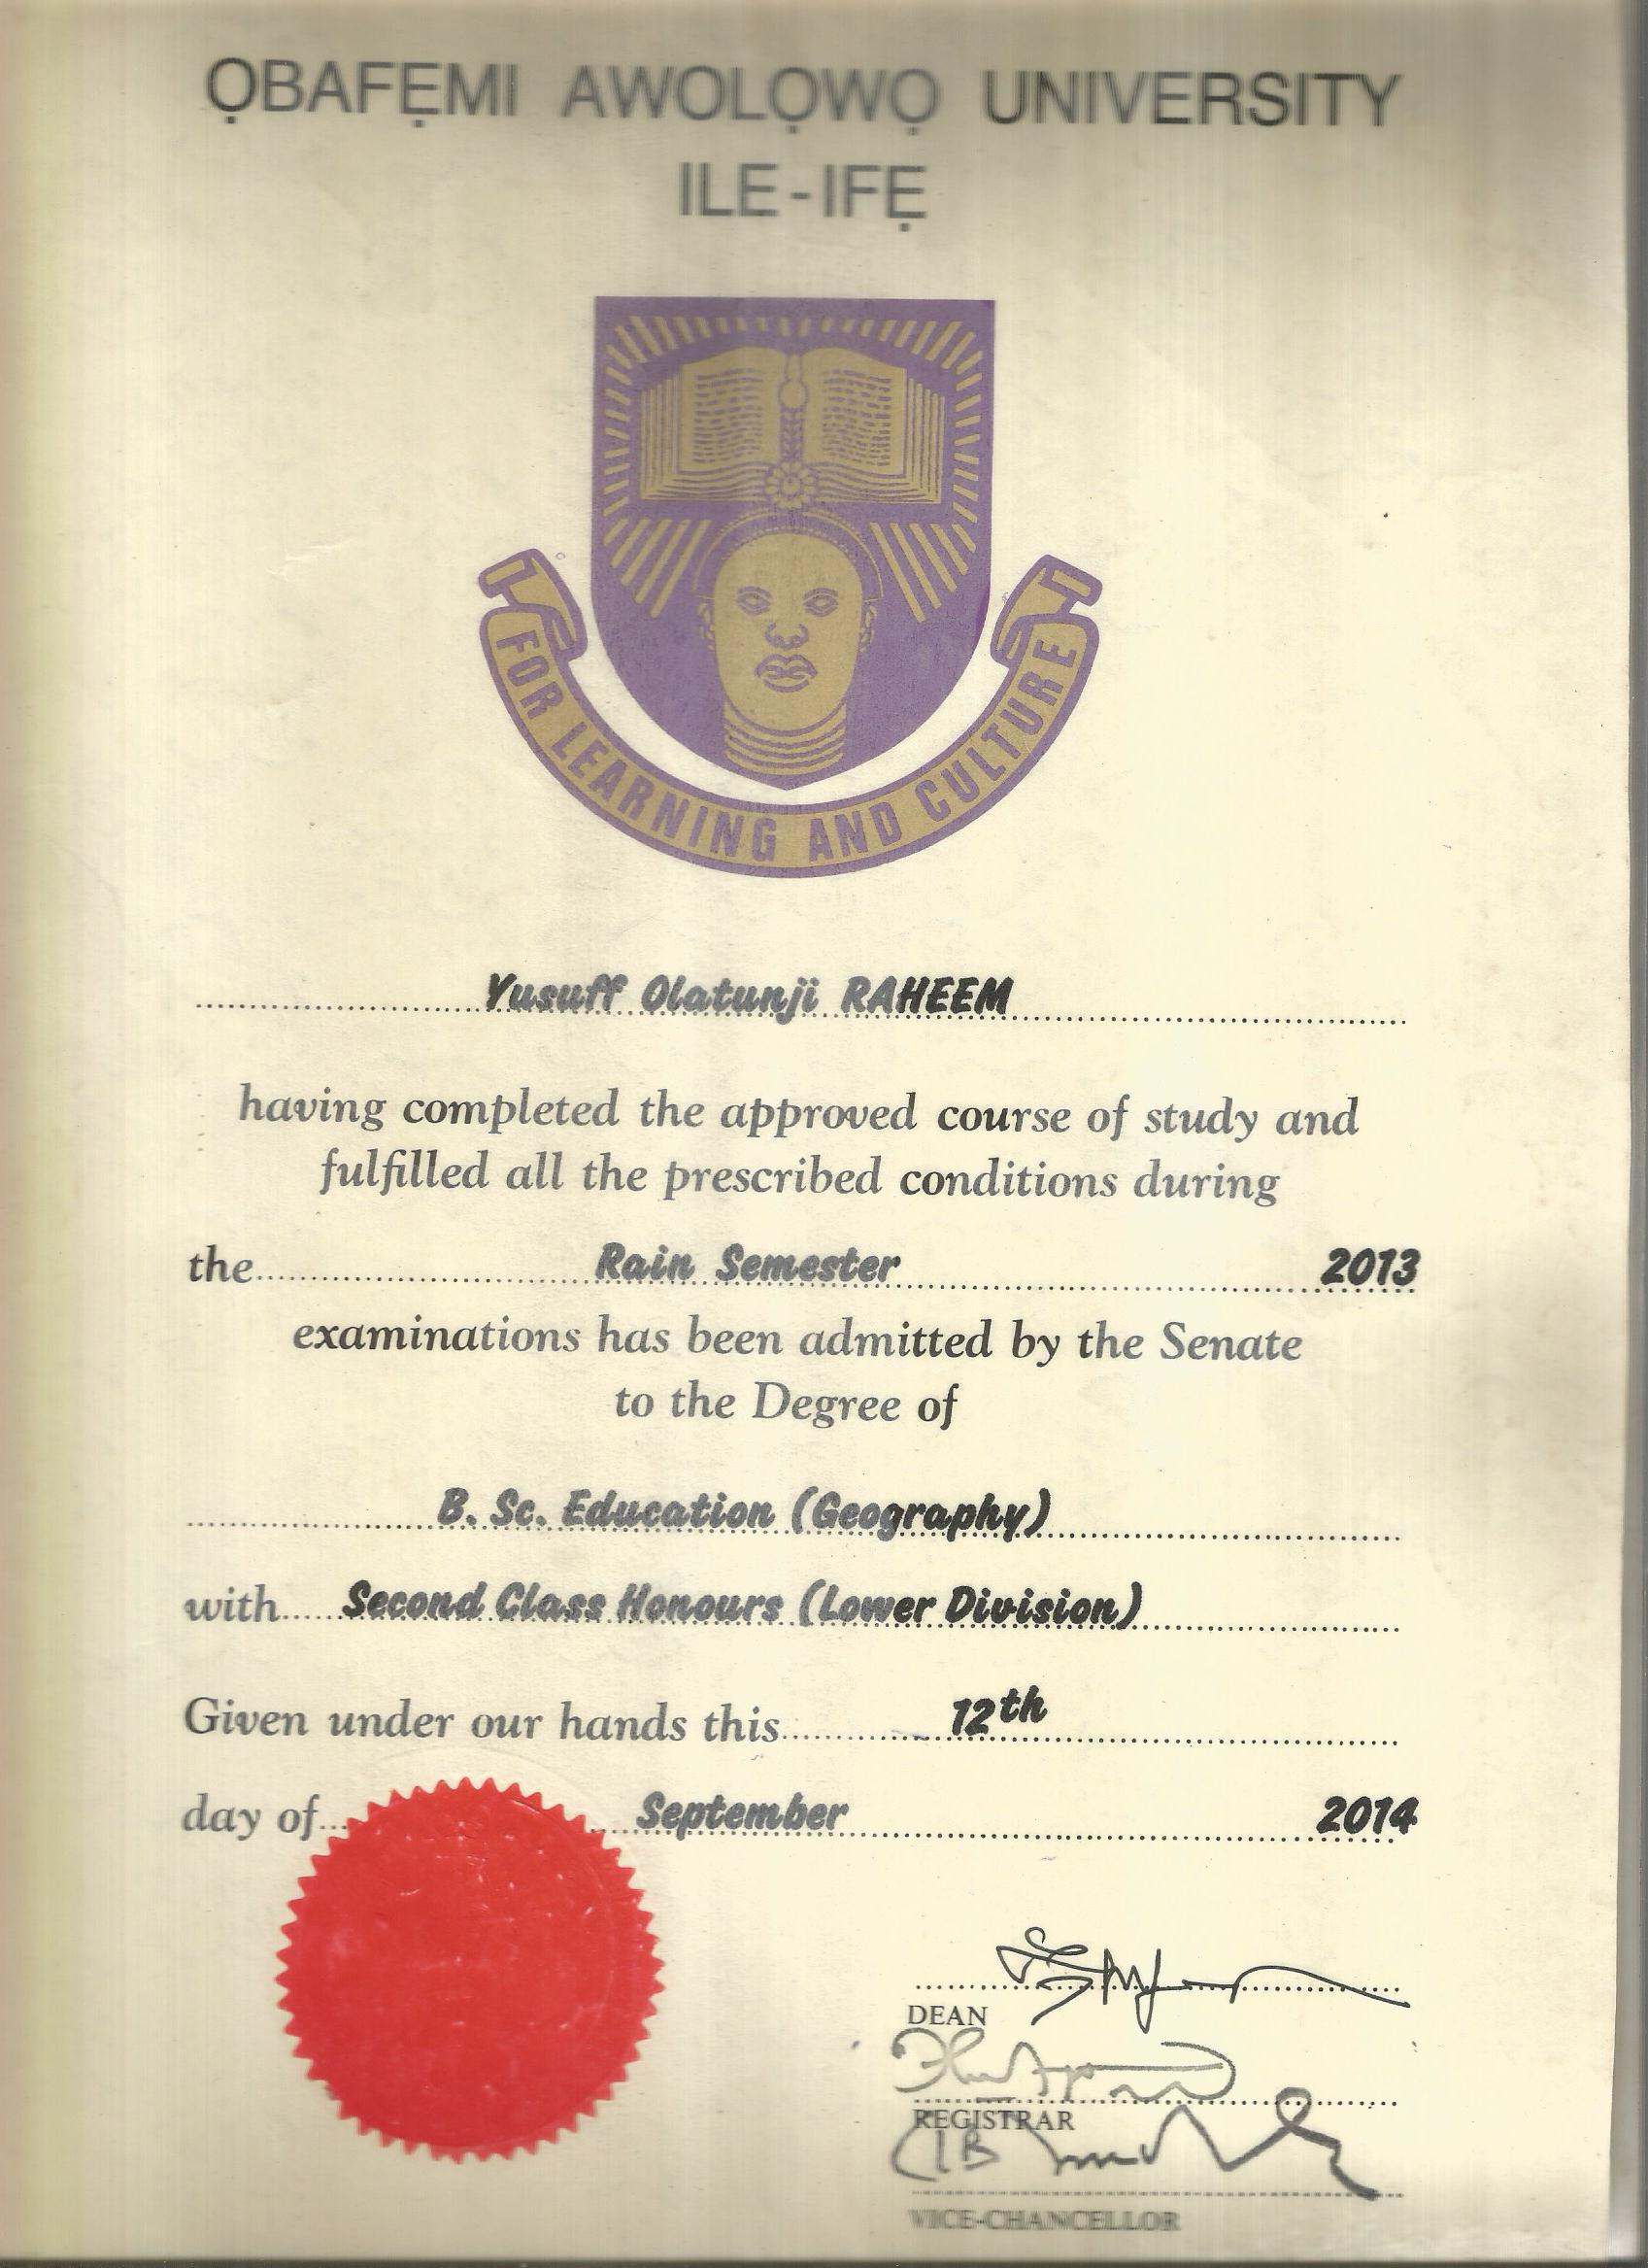 ỌBAFẸMI AWOLỌWỌ UNIVERSITY
ILE-IFẸ
FOR LEARNING AND CULTURE
Yusuff Olatunji RAHEEM
having completed the approved course of study and
fulfilled all the prescribed conditions during
the Rain Semester 2013
examinations has been admitted by the Senate
to the Degree of
B. Sc. Education (Geography)
with Second Class Honours (Lower Division)
Given under our hands this 12th
day of September 2014
DEAN
REGISTRAR
VICE-CHANCELLOR